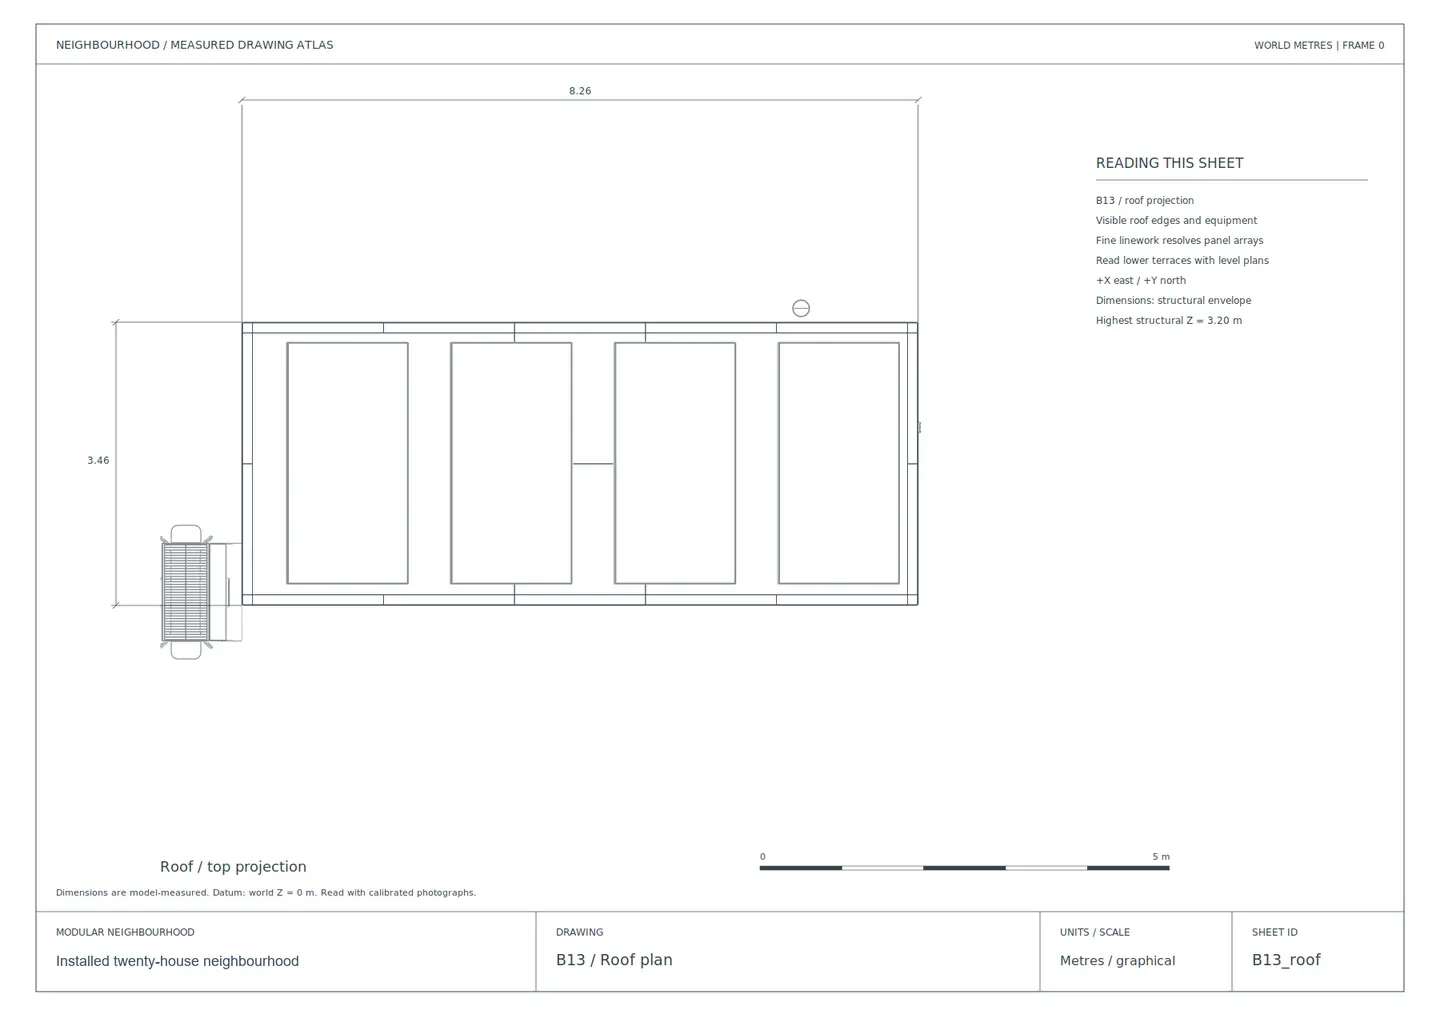 NEIGHBOURHOOD / MEASURED DRAWING ATLAS
WORLD METRES | FRAME 0
8.26
READING THIS SHEET
B13 / roof projection
Visible roof edges and equipment
Fine linework resolves panel arrays
Read lower terraces with level plans
+X east / +Y north
Dimensions: structural envelope
Highest structural Z = 3.20 m
3.46
0
5 m
Roof / top projection
Dimensions are model-measured. Datum: world Z = 0 m. Read with calibrated photographs.
MODULAR NEIGHBOURHOOD
Installed twenty-house neighbourhood
DRAWING
B13 / Roof plan
UNITS / SCALE
Metres / graphical
SHEET ID
B13_roof